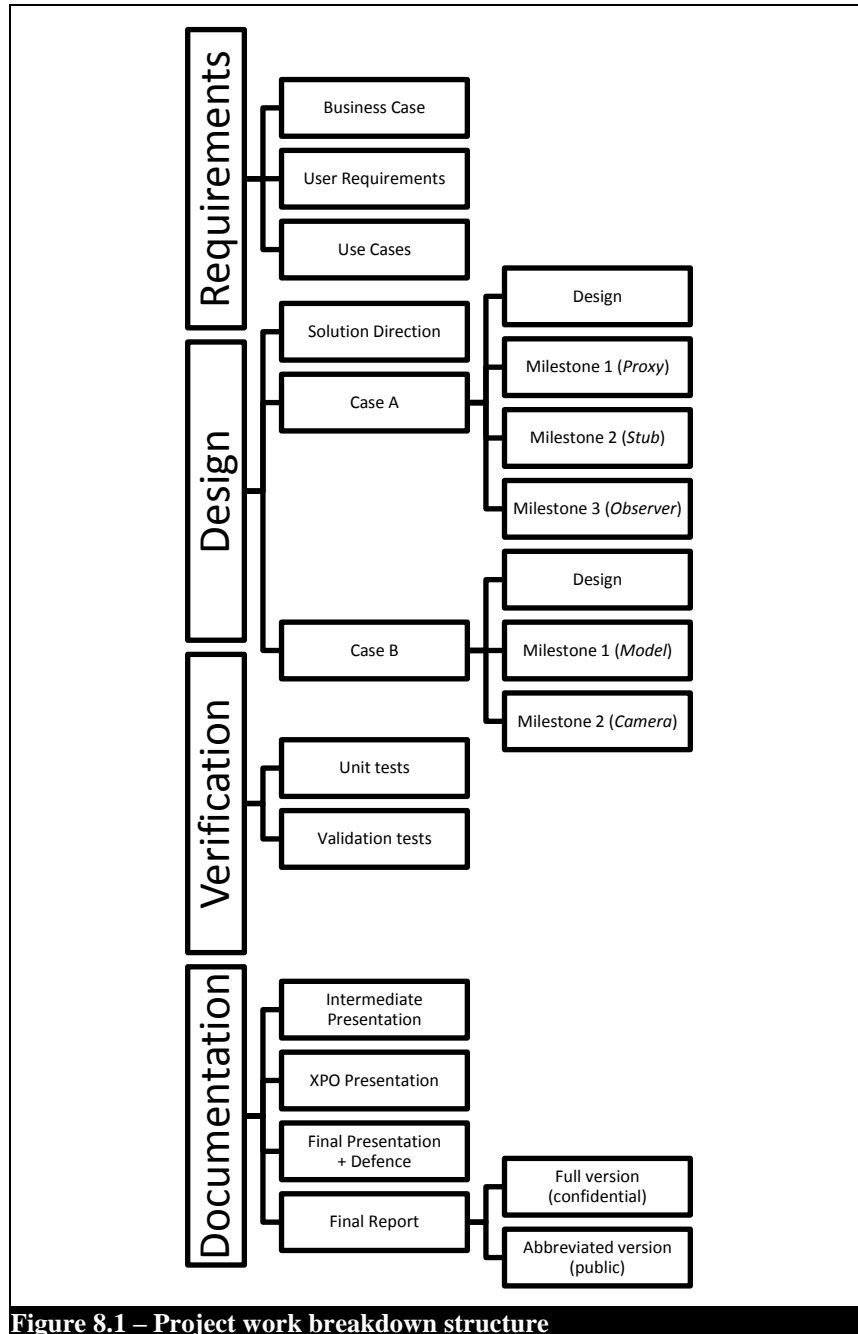 Requirements
Business Case
User Requirements
Use Cases
Design
Solution Direction
Case A
Design
Milestone 1 (Proxy)
Milestone 2 (Stub)
Milestone 3 (Observer)
Case B
Design
Milestone 1 (Model)
Milestone 2 (Camera)
Verification
Unit tests
Validation tests
Documentation
Intermediate
Presentation
XPO Presentation
Final Presentation
+ Defence
Final Report
Full version
(confidential)
Abbreviated version
(public)
Figure 8.1 – Project work breakdown structure